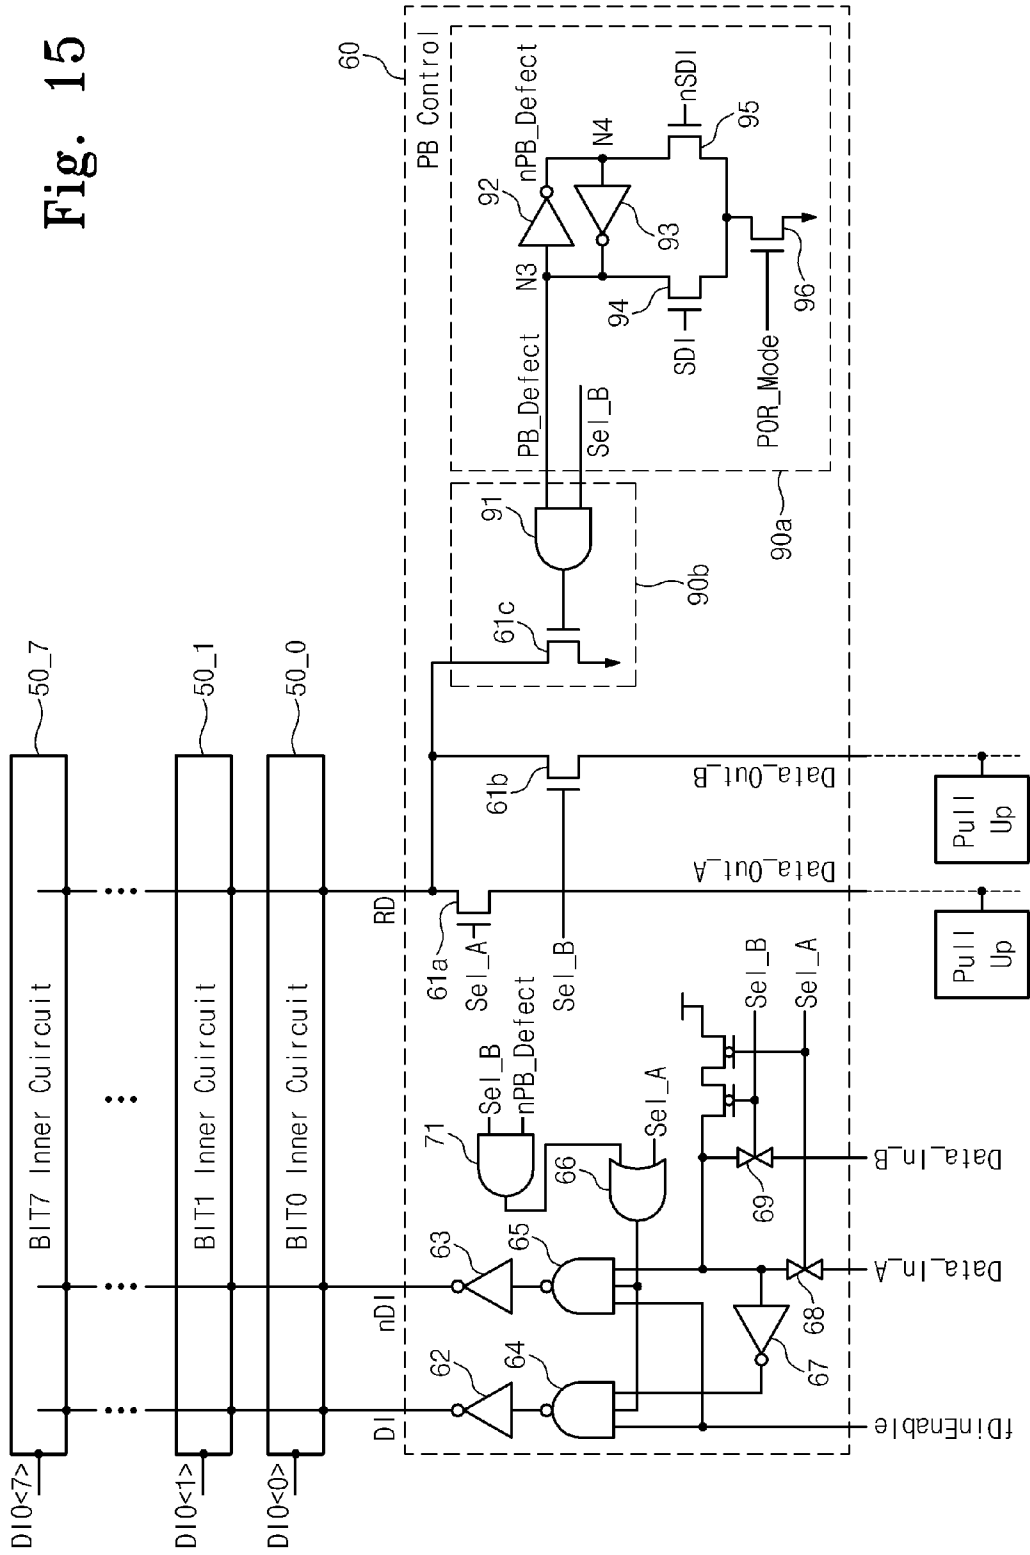 Fig. 15
DIO<7>
BIT7 Inner Cuircuit
50_7
DIO<1>
BIT1 Inner Cuircuit
50_1
DIO<0>
BIT0 Inner Cuircuit
50_0
60
PB Control
DI
nDI
RD
62
63
64
65
66
67
68
69
71
Sel_B
nPB_Defect
Sel_A
Sel_B
Sel_A
fDinEnable
Data_In_A
Data_In_B
61a
Sel_A
61b
Sel_B
Data_Out_A
Data_Out_B
Pull
Up
Pull
Up
61c
90b
91
PB_Defect
Sel_B
N3
92
nPB_Defect
N4
93
94
SDI
95
nSDI
POR_Mode
96
90a